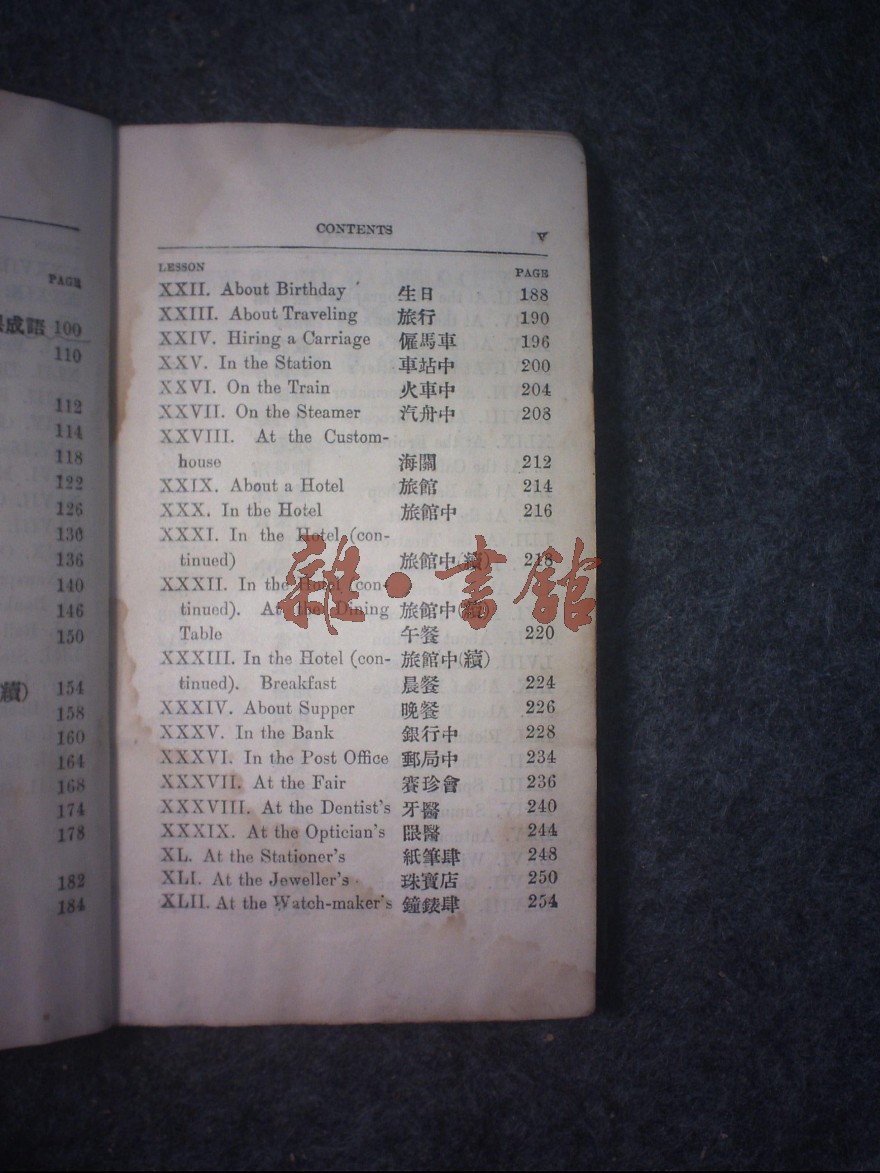 PAGE
成語 100
110
112
114
118
122
126
130
136
140
146
150
續) 154
158
160
164
168
174
178
182
184
CONTENTS V
LESSON PAGE
XXII. About Birthday 生日 188
XXIII. About Traveling 旅行 190
XXIV. Hiring a Carriage 僱馬車 196
XXV. In the Station 車站中 200
XXVI. On the Train 火車中 204
XXVII. On the Steamer 汽舟中 208
XXVIII. At the Custom-
house 海關 212
XXIX. About a Hotel 旅館 214
XXX. In the Hotel 旅館中 216
XXXI. In the Hotel (con-
tinued) 旅館中(續) 218
XXXII. In the Hotel (con-
tinued). At the Dining 旅館中(續)
Table 午餐 220
XXXIII. In the Hotel (con- 旅館中(續)
tinued). Breakfast 晨餐 224
XXXIV. About Supper 晚餐 226
XXXV. In the Bank 銀行中 228
XXXVI. In the Post Office 郵局中 234
XXXVII. At the Fair 賽珍會 236
XXXVIII. At the Dentist's 牙醫 240
XXXIX. At the Optician's 眼醫 244
XL. At the Stationer's 紙筆肆 248
XLI. At the Jeweller's 珠寶店 250
XLII. At the Watch-maker's 鐘錶肆 254
雜·書館